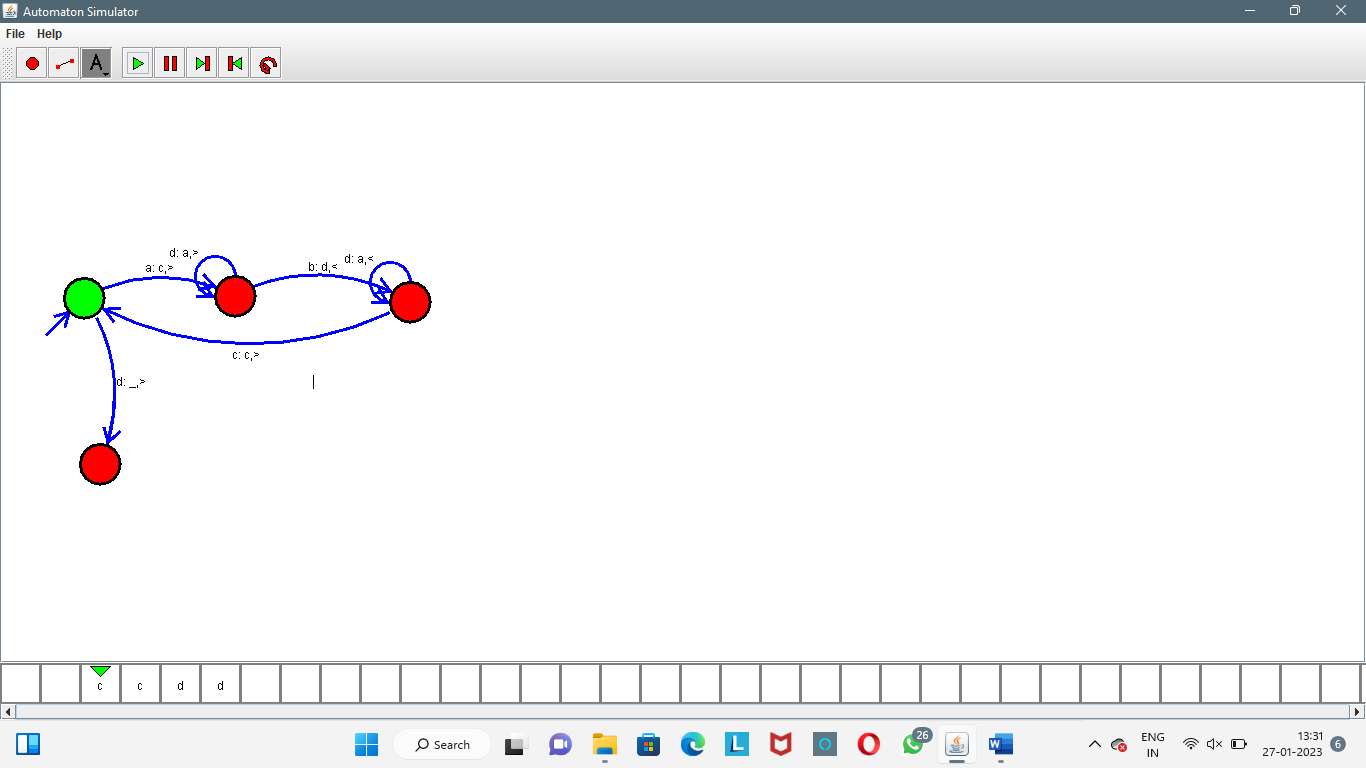 Automaton Simulator
File Help
A
d: a,>
a: c,>
b: d,<
d: a,<
c: c,>
d: _,>
c c d d
Search
26
ENG
IN
13:31
27-01-2023
6